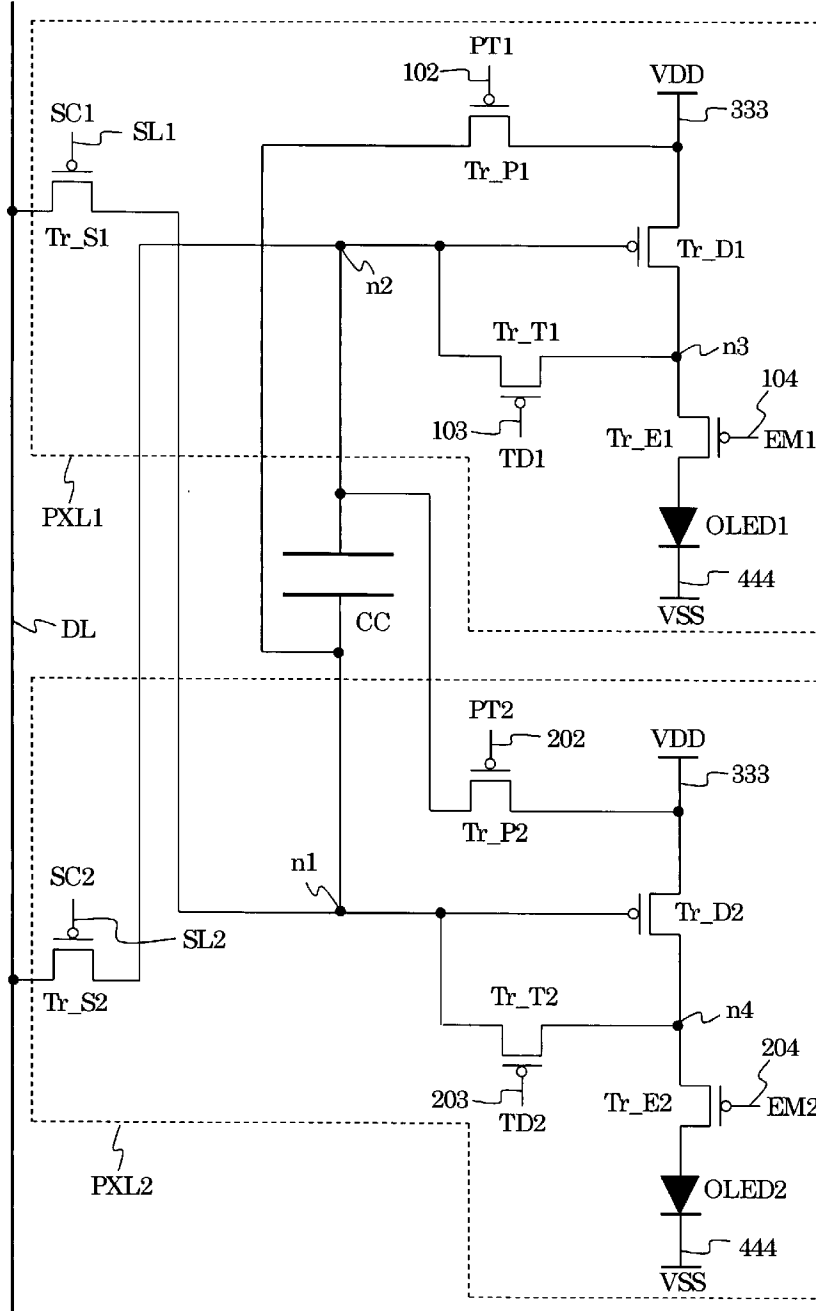 PT1
102
VDD
333
SC1
SL1
Tr_P1
Tr_S1
Tr_D1
n2
Tr_T1
n3
104
103
Tr_E1
EM1
TD1
PXL1
OLED1
444
CC
VSS
DL
PT2
202
VDD
333
Tr_P2
n1
SC2
SL2
Tr_D2
Tr_S2
Tr_T2
n4
204
203
Tr_E2
EM2
TD2
PXL2
OLED2
444
VSS